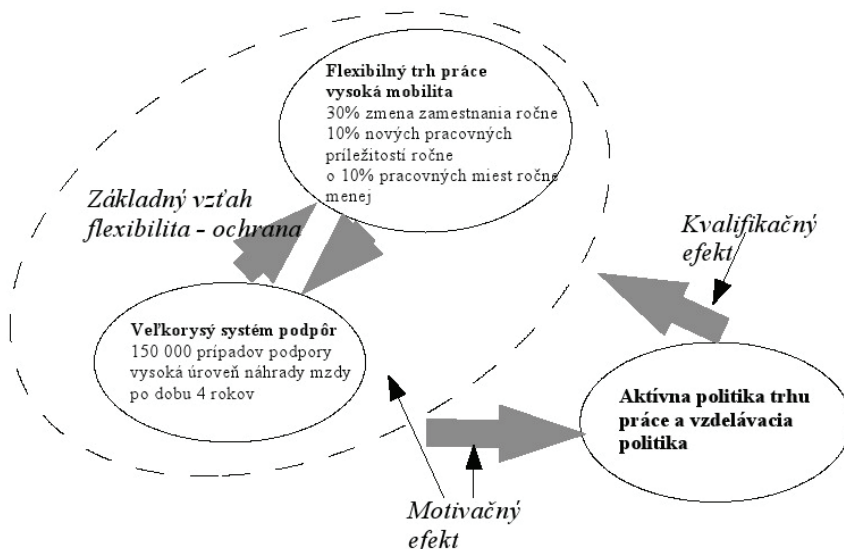 Flexibilný trh práce
vysoká mobilita
30% zmena zamestnania ročne
10% nových pracovných
príležitostí ročne
o 10% pracovných miest ročne
menej
Základný vzťah
flexibilita - ochrana
Kvalifikačný
efekt
Veľkorysý systém podpôr
150 000 prípadov podpory
vysoká úroveň náhrady mzdy
po dobu 4 rokov
Aktívna politika trhu
práce a vzdelávacia
politika
Motivačný
efekt